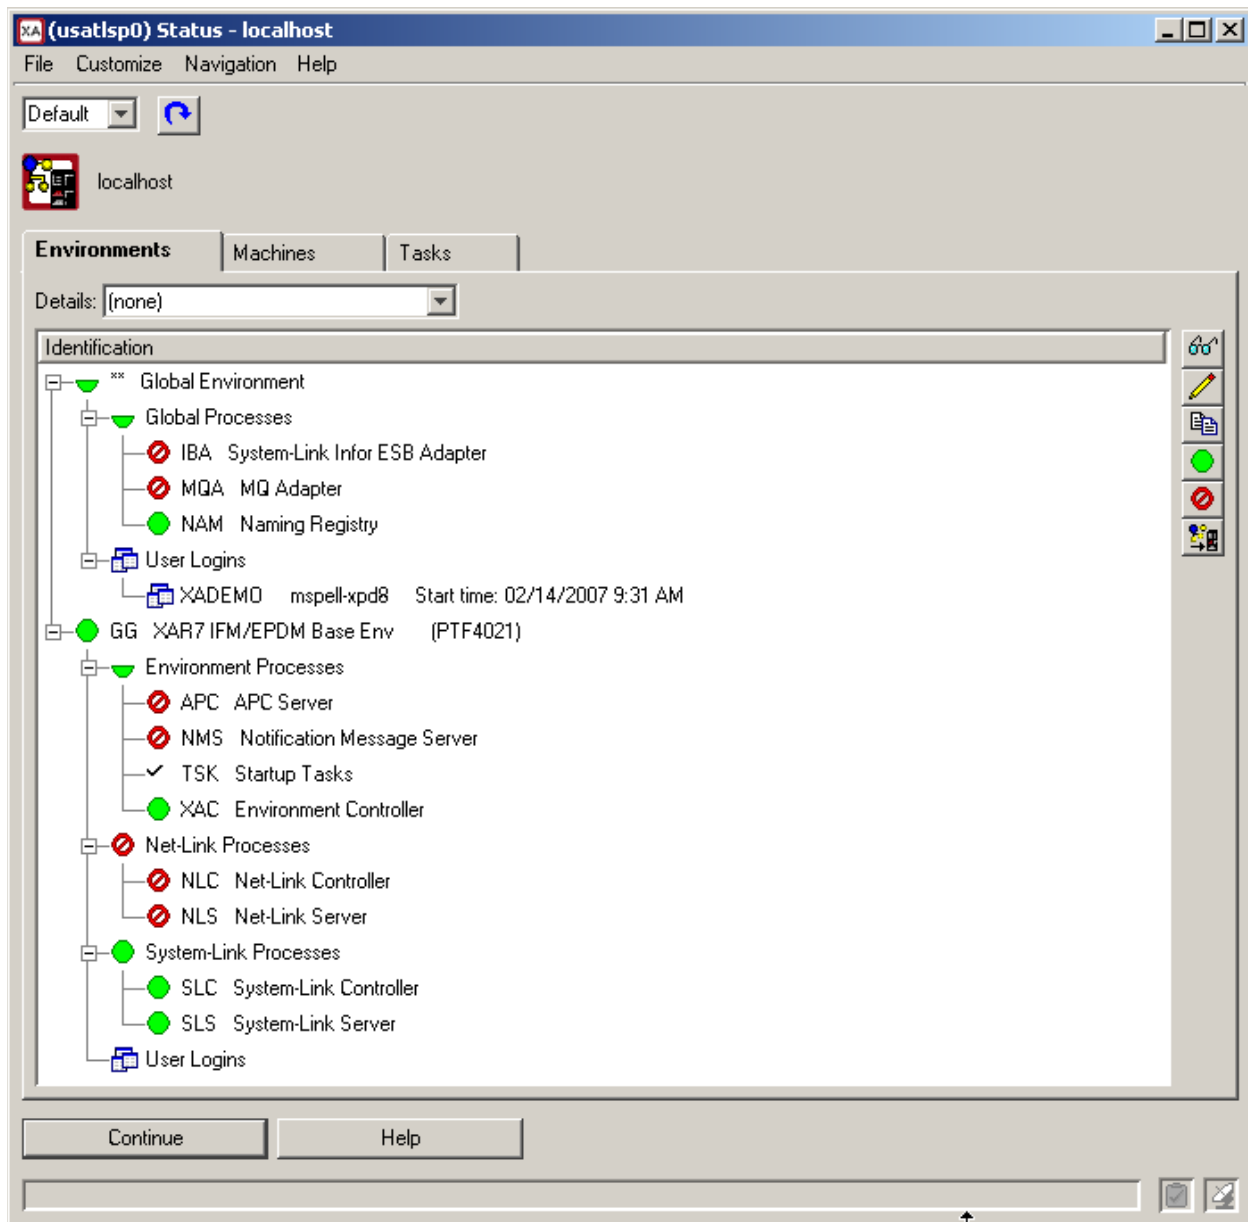 XA (usatlsp0) Status - localhost
File Customize Navigation Help
Default
localhost
Environments Machines Tasks
Details: (none)
Identification
** Global Environment
Global Processes
IBA System-Link Infor ESB Adapter
MQA MQ Adapter
NAM Naming Registry
User Logins
XADEMO mspell-xpd8 Start time: 02/14/2007 9:31 AM
GG XAR7 IFM/EPDM Base Env (PTF4021)
Environment Processes
APC APC Server
NMS Notification Message Server
TSK Startup Tasks
XAC Environment Controller
Net-Link Processes
NLC Net-Link Controller
NLS Net-Link Server
System-Link Processes
SLC System-Link Controller
SLS System-Link Server
User Logins
Continue Help